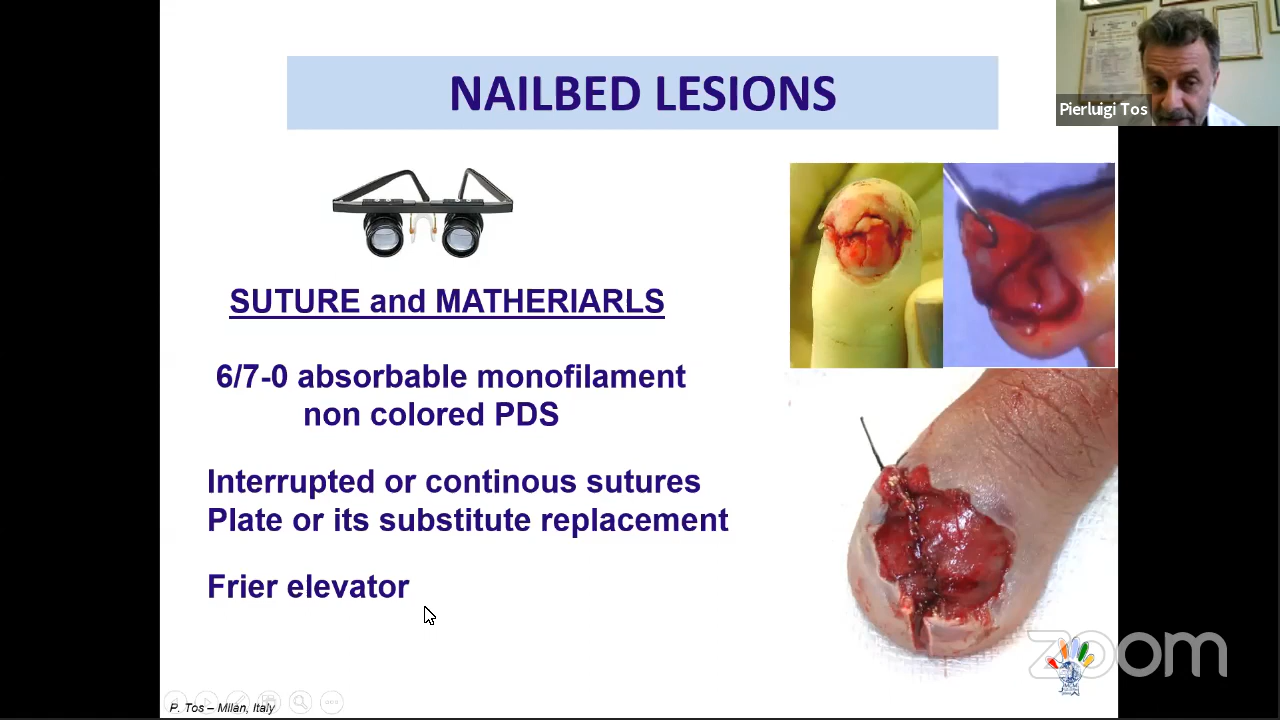 NAILBED LESIONS
Pierluigi Tos
SUTURE and MATHERIARLS
6/7-0 absorbable monofilament
non colored PDS
Interrupted or continous sutures
Plate or its substitute replacement
Frier elevator
zoom
P. Tos – Milan, Italy